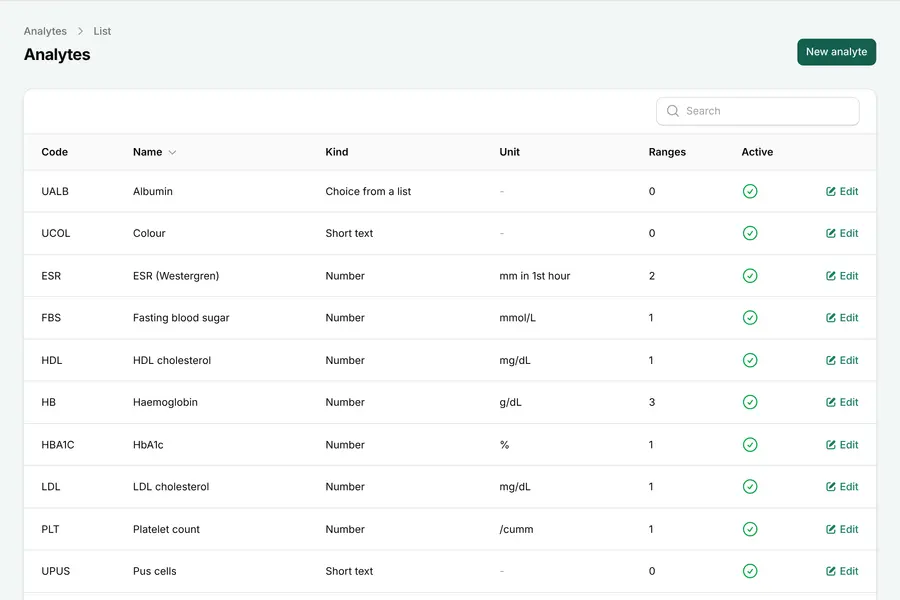 Analytes > List
Analytes
New analyte
Search
Code Name Kind Unit Ranges Active
UALB Albumin Choice from a list - 0 Edit
UCOL Colour Short text - 0 Edit
ESR ESR (Westergren) Number mm in 1st hour 2 Edit
FBS Fasting blood sugar Number mmol/L 1 Edit
HDL HDL cholesterol Number mg/dL 1 Edit
HB Haemoglobin Number g/dL 3 Edit
HBA1C HbA1c Number % 1 Edit
LDL LDL cholesterol Number mg/dL 1 Edit
PLT Platelet count Number /cumm 1 Edit
UPUS Pus cells Short text - 0 Edit